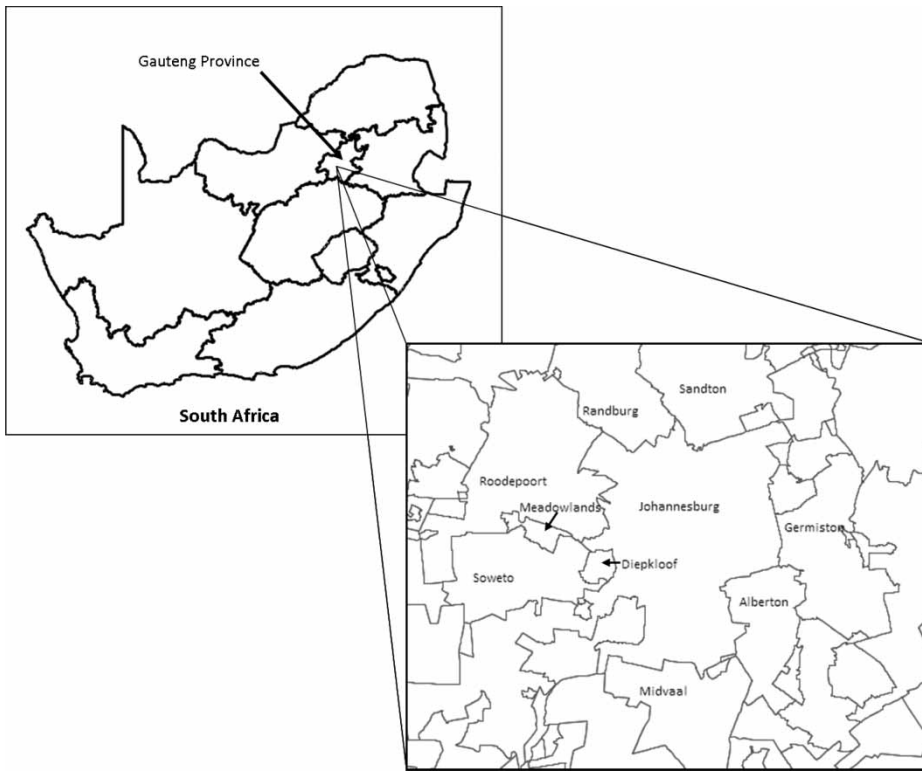 Gauteng Province
South Africa
Sandton
Randburg
Roodepoort
Meadowlands
Johannesburg
Germiston
Diepkloof
Soweto
Alberton
Midvaal